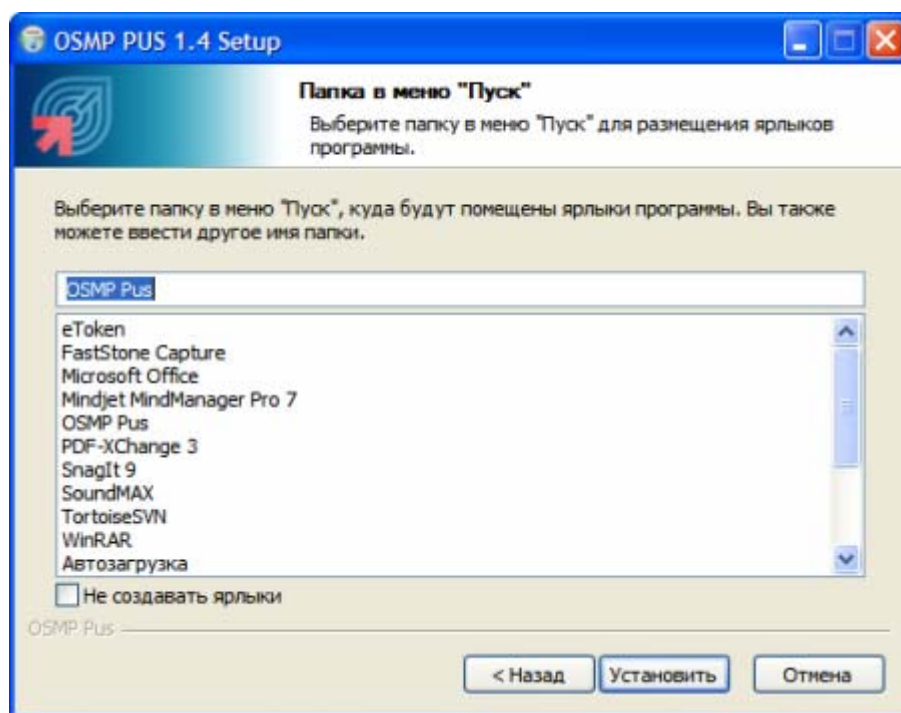 OSMP PUS 1.4 Setup
Папка в меню "Пуск"
Выберите папку в меню "Пуск" для размещения ярлыков
программы.
Выберите папку в меню "Пуск", куда будут помещены ярлыки программы. Вы также
можете ввести другое имя папки.
OSMP Pus
eToken
FastStone Capture
Microsoft Office
Mindjet MindManager Pro 7
OSMP Pus
PDF-XChange 3
SnagIt 9
SoundMAX
TortoiseSVN
WinRAR
Автозагрузка
Не создавать ярлыки
OSMP Pus
< Назад Установить Отмена